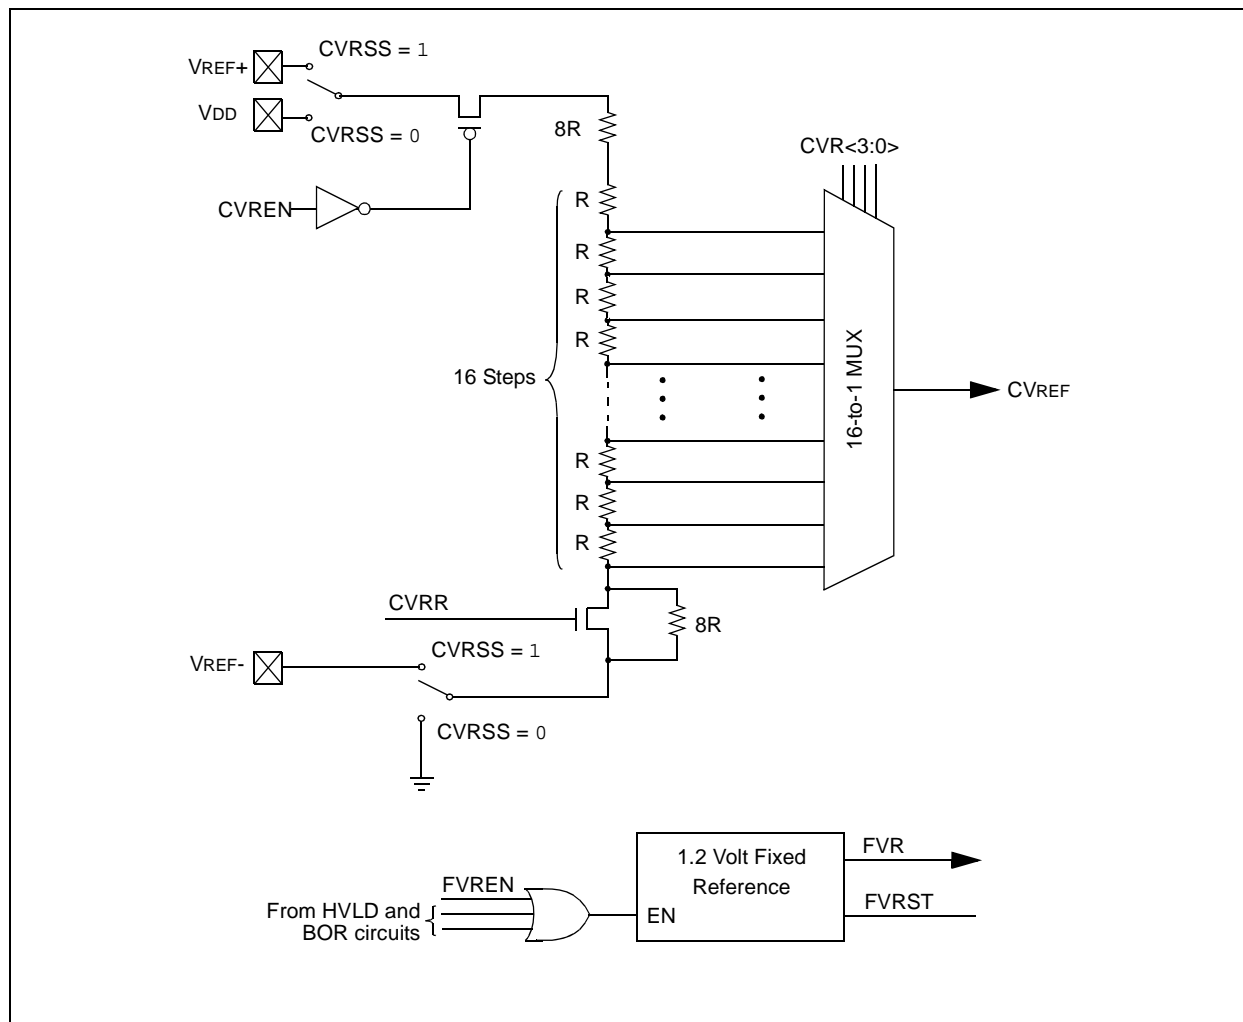 CVRSS = 1
VREF+
VDD
CVRSS = 0
8R
CVR<3:0>
CVREN
R
R
R
R
16 Steps
16-to-1 MUX
CVREF
R
R
R
CVRR
8R
CVRSS = 1
VREF-
CVRSS = 0
1.2 Volt Fixed
Reference
FVR
FVREN
From HVLD and
BOR circuits
EN
FVRST